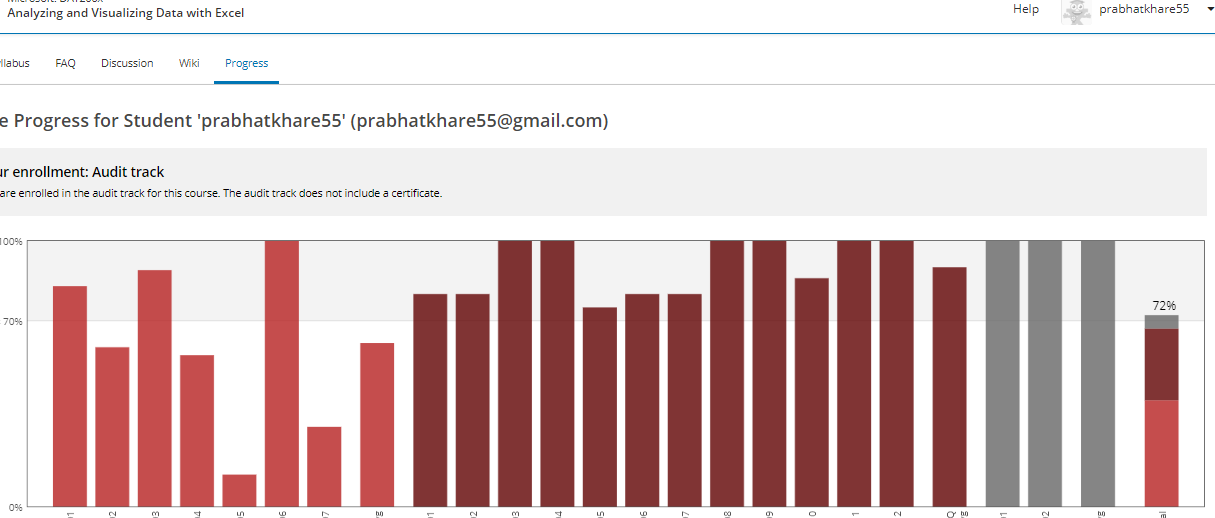 Analyzing and Visualizing Data with Excel
Help
prabhatkhare55
llabus
FAQ
Discussion
Wiki
Progress
e Progress for Student 'prabhatkhare55' (prabhatkhare55@gmail.com)
ur enrollment: Audit track
are enrolled in the audit track for this course. The audit track does not include a certificate.
100%
70%
0%
72%